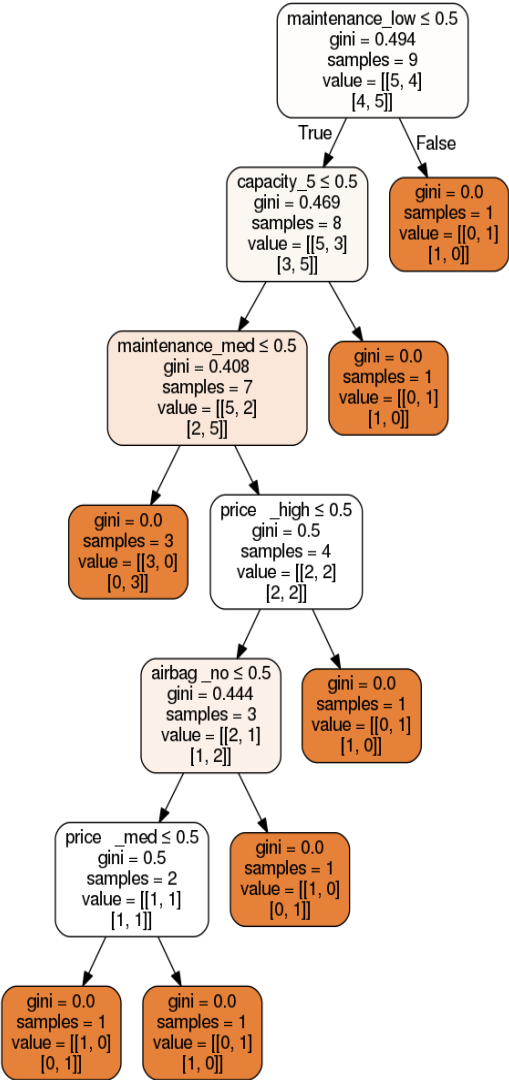 maintenance_low ≤ 0.5
gini = 0.494
samples = 9
value = [[5, 4]
[4, 5]]
True
False
capacity_5 ≤ 0.5
gini = 0.469
samples = 8
value = [[5, 3]
[3, 5]]
gini = 0.0
samples = 1
value = [[0, 1]
[1, 0]]
maintenance_med ≤ 0.5
gini = 0.408
samples = 7
value = [[5, 2]
[2, 5]]
gini = 0.0
samples = 1
value = [[0, 1]
[1, 0]]
gini = 0.0
samples = 3
value = [[3, 0]
[0, 3]]
price _high ≤ 0.5
gini = 0.5
samples = 4
value = [[2, 2]
[2, 2]]
airbag _no ≤ 0.5
gini = 0.444
samples = 3
value = [[2, 1]
[1, 2]]
gini = 0.0
samples = 1
value = [[0, 1]
[1, 0]]
price _med ≤ 0.5
gini = 0.5
samples = 2
value = [[1, 1]
[1, 1]]
gini = 0.0
samples = 1
value = [[1, 0]
[0, 1]]
gini = 0.0
samples = 1
value = [[1, 0]
[0, 1]]
gini = 0.0
samples = 1
value = [[0, 1]
[1, 0]]